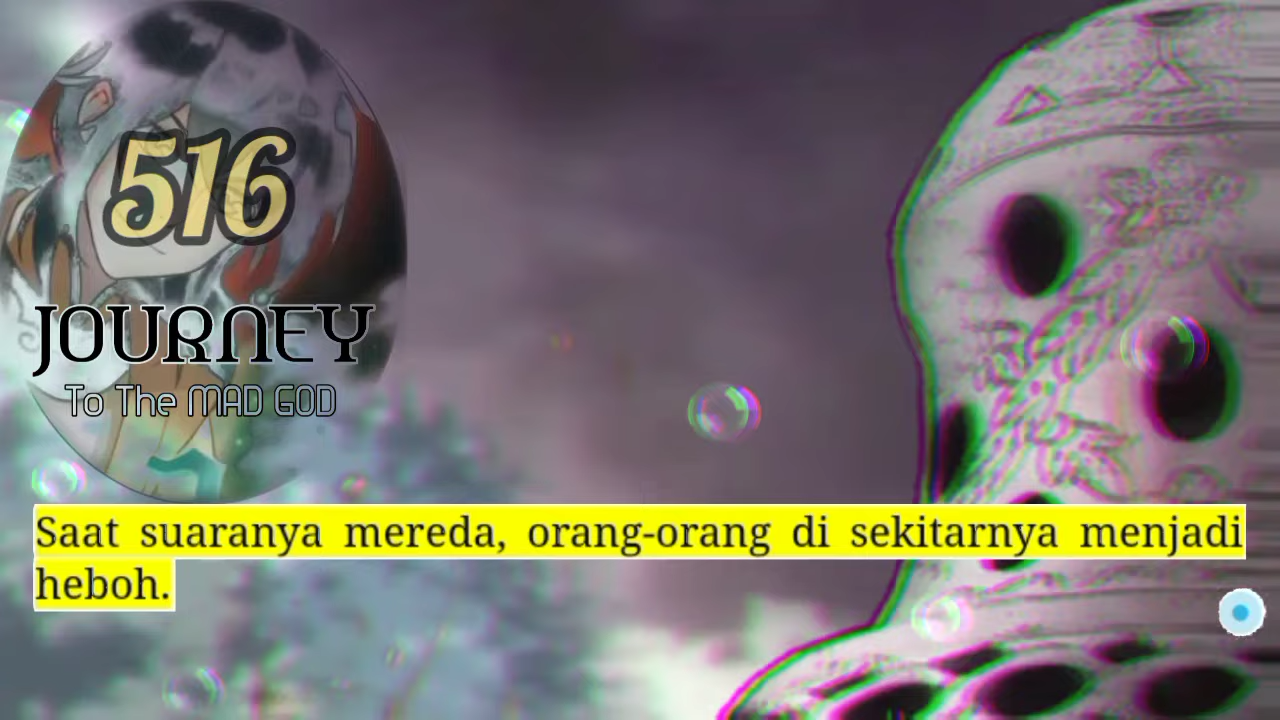 516
JOURNEY
To The MAD GOD
Saat suaranya mereda, orang-orang di sekitarnya menjadi
heboh.